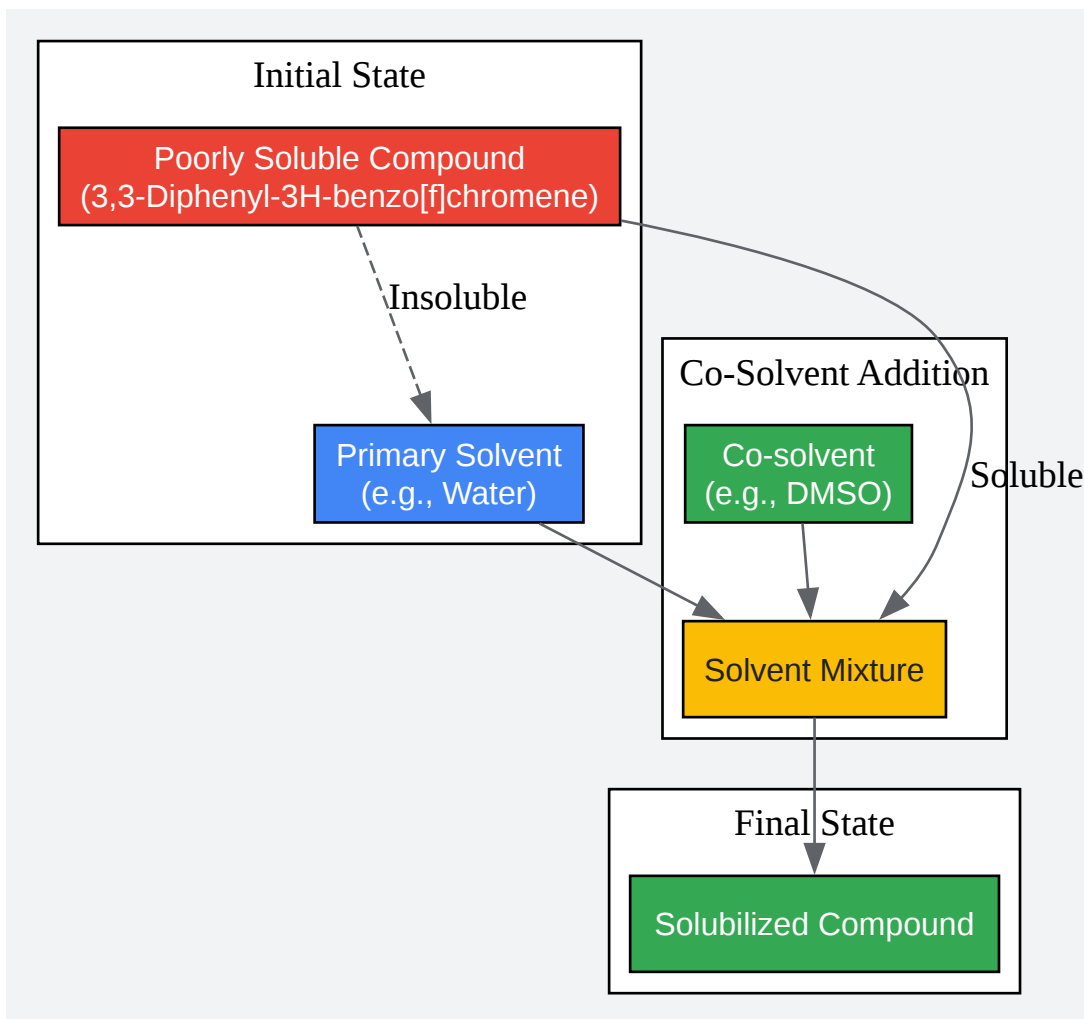 Initial State
Poorly Soluble Compound
(3,3-Diphenyl-3H-benzo[f]chromene)
Insoluble
Primary Solvent
(e.g., Water)
Co-Solvent Addition
Co-solvent
(e.g., DMSO)
Soluble
Solvent Mixture
Final State
Solubilized Compound